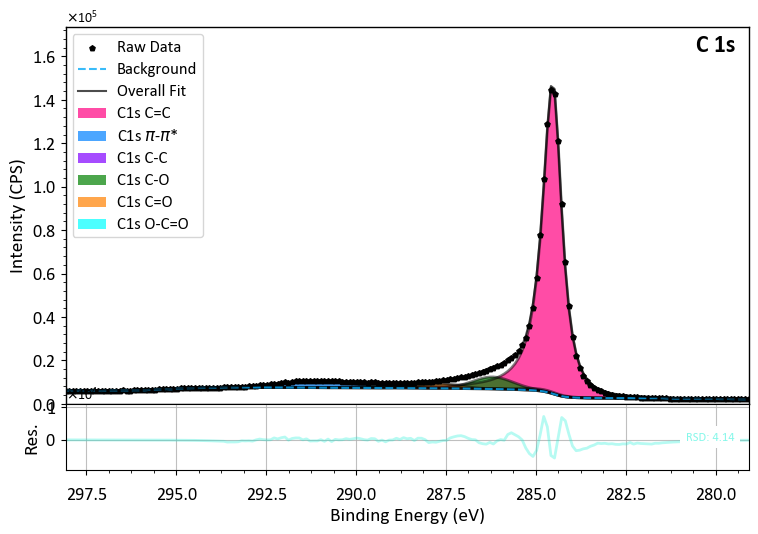 ×10⁵
C 1s
Raw Data
Background
Overall Fit
C1s C=C
C1s π-π*
C1s C-C
C1s C-O
C1s C=O
C1s O-C=O
Intensity (CPS)
1.6
1.4
1.2
1.0
0.8
0.6
0.4
0.2
0.0
1
0
Res.
RSD: 4.14
297.5 295.0 292.5 290.0 287.5 285.0 282.5 280.0
Binding Energy (eV)